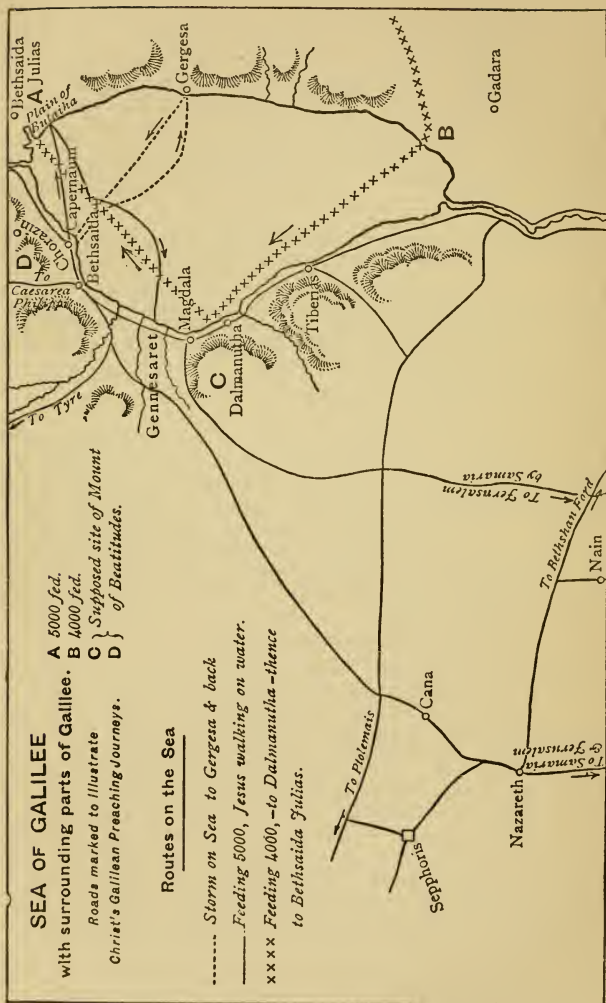 SEA OF GALILEE
with surrounding parts of Galilee.
Roads marked to Illustrate
Christ's Galilean Preaching Journeys.
A 5000 fed.
B 4000 fed.
C } Supposed site of Mount
D } of Beatitudes.
Routes on the Sea
------- Storm on Sea to Gergesa & back
——— Feeding 5000, Jesus walking on water.
xxxx Feeding 4000,-to Dalmanutha-thence
to Bethsaida Julias.
To Tyre
Caesarea
D
Chorazin
Capernaum
Bethsaida
Bethsaida
Julias
A
Plain of
Butaiha
Gergesa
Gennesaret
Magdala
C
Dalmanutha
Tiberias
B
Gadara
To Jerusalem
by Samaria
To Ptolemais
Cana
Sepphoris
Nazareth
To Samaria
& Jerusalem
To Bethshan Ford
Nain